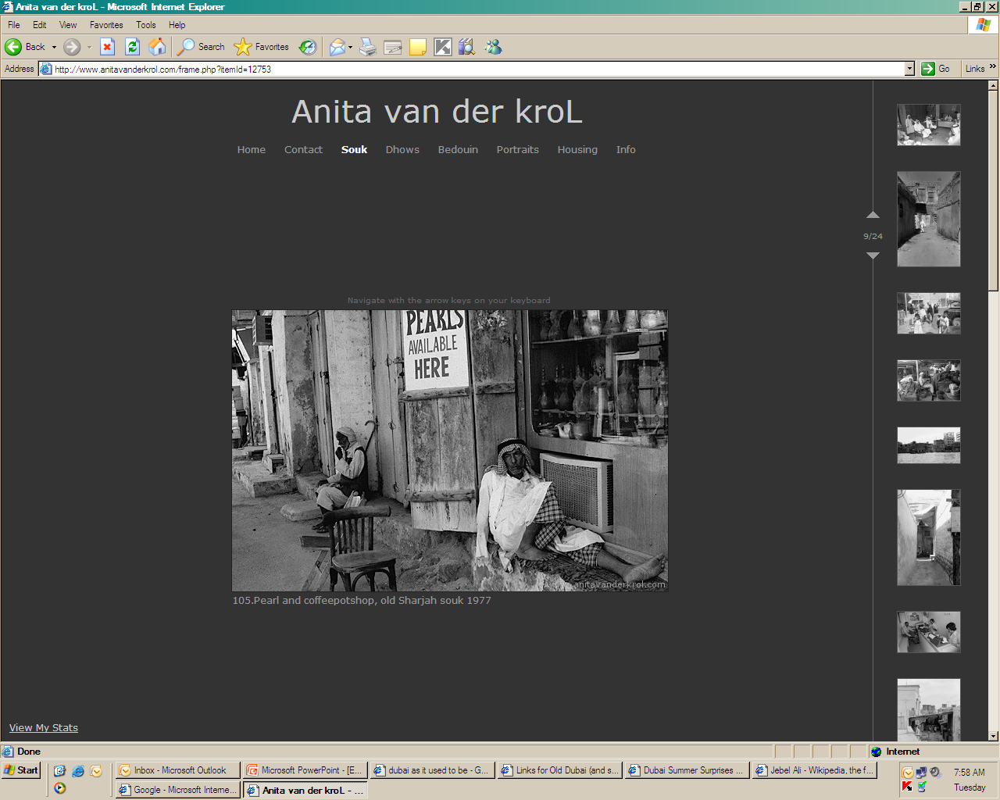 Anita van der kroL - Microsoft Internet Explorer
File Edit View Favorites Tools Help
Back Search Favorites
Address http://www.anitavanderkrol.com/frame.php?itemId=12753 Go Links »
Anita van der kroL
Home Contact Souk Dhows Bedouin Portraits Housing Info
9/24
Navigate with the arrow keys on your keyboard
PEARLS
AVAILABLE
HERE
anitavanderkrol.com
105.Pearl and coffeepotshop, old Sharjah souk 1977
View My Stats
Done Internet
Start Inbox - Microsoft Outlook Microsoft PowerPoint - [E... dubai as it used to be - G... Links for Old Dubai (and s... Dubai Summer Surprises ... Jebel Ali - Wikipedia, the f... 7:58 AM
Google - Microsoft Interne... Anita van der kroL - ... Tuesday